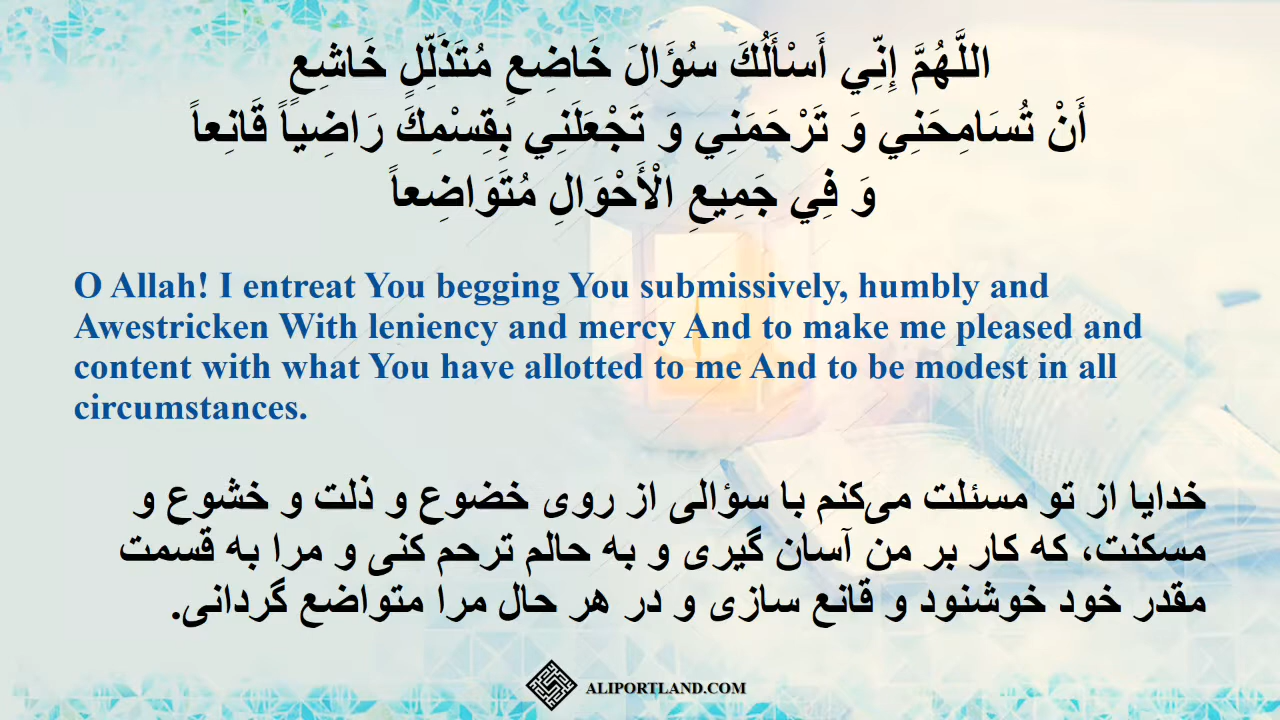 اللَّهُمَّ إِنِّي أَسْأَلُكَ سُؤَالَ خَاضِعٍ مُتَذَلِّلٍ خَاشِعٍ
أَنْ تُسَامِحَنِي وَ تَرْحَمَنِي وَ تَجْعَلَنِي بِقِسْمِكَ رَاضِياً قَانِعاً
وَ فِي جَمِيعِ الْأَحْوَالِ مُتَوَاضِعاً
O Allah! I entreat You begging You submissively, humbly and
Awestricken With leniency and mercy And to make me pleased and
content with what You have allotted to me And to be modest in all
circumstances.
خدایا از تو مسئلت می‌کنم با سؤالی از روی خضوع و ذلت و خشوع و
مسکنت، که کار بر من آسان گیری و به حالم ترحم کنی و مرا به قسمت
مقدر خود خوشنود و قانع سازی و در هر حال مرا متواضع گردانی.
ALIPORTLAND.COM